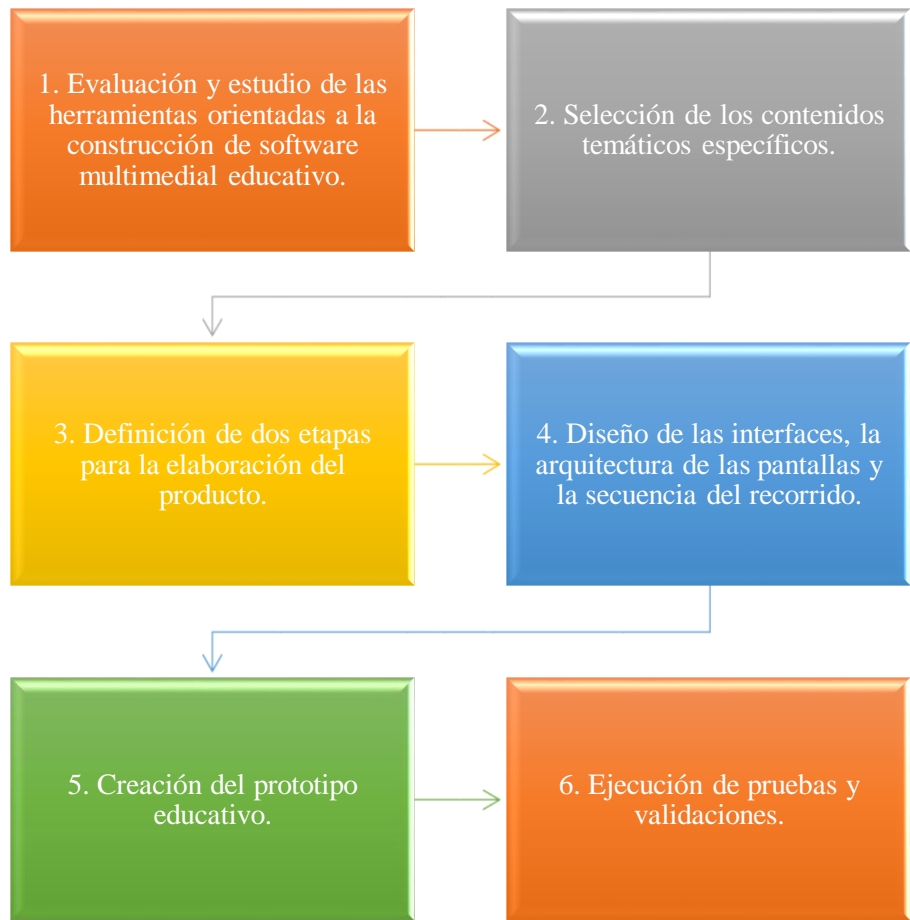 1. Evaluación y estudio de las
herramientas orientadas a la
construcción de software
multimedial educativo.
2. Selección de los contenidos
temáticos específicos.
3. Definición de dos etapas
para la elaboración del
producto.
4. Diseño de las interfaces, la
arquitectura de las pantallas y
la secuencia del recorrido.
5. Creación del prototipo
educativo.
6. Ejecución de pruebas y
validaciones.